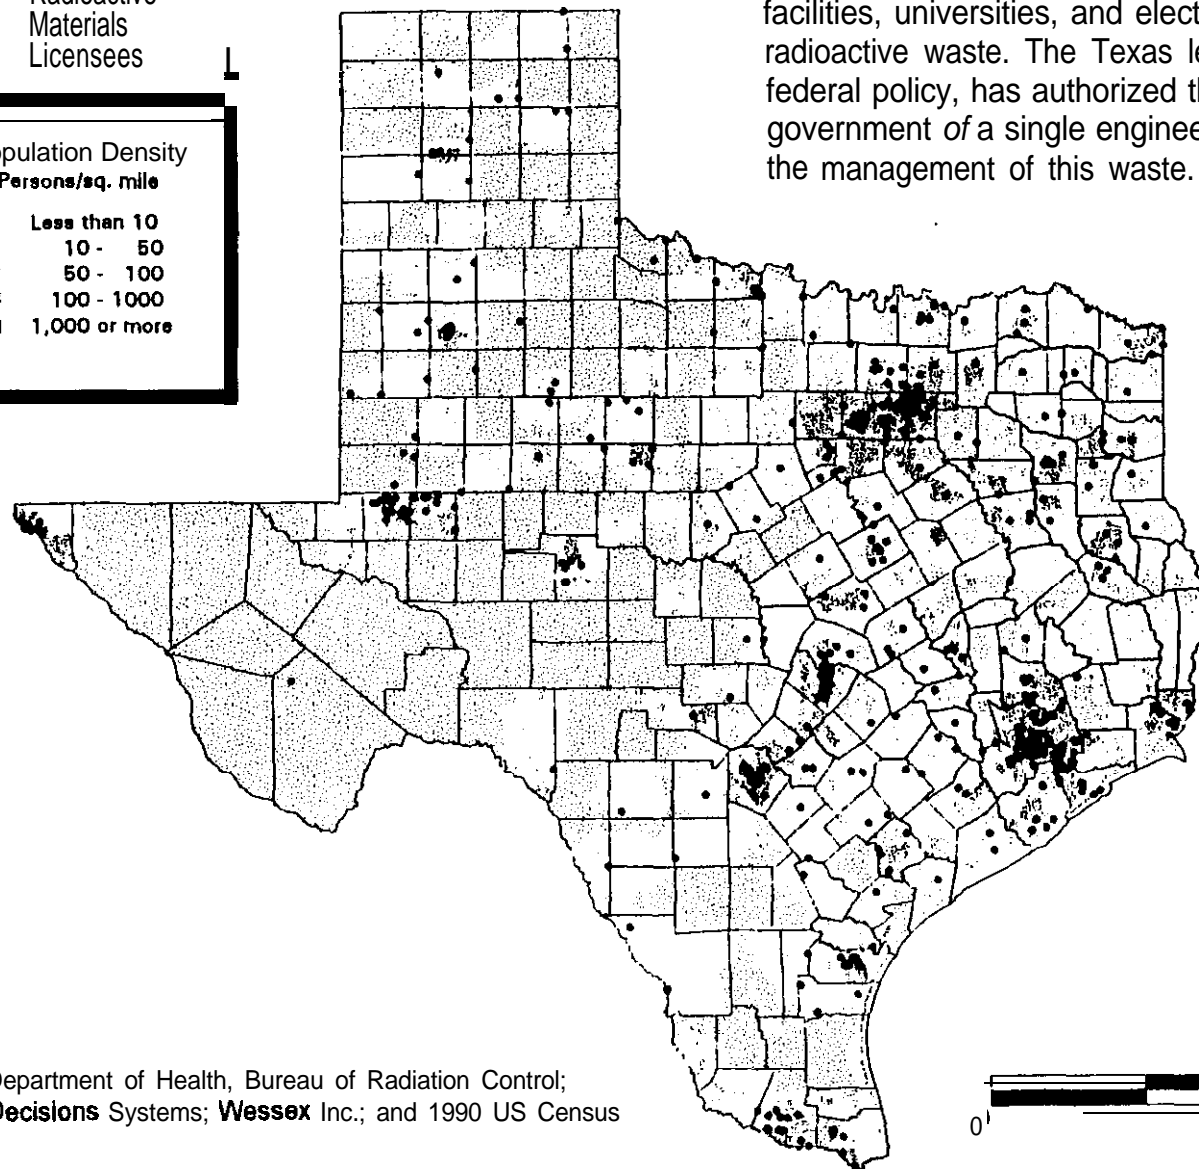 Materials
Licensees
facilities, universities, and elect
radioactive waste. The Texas le
federal policy, has authorized th
government of a single enginee
the management of this waste.
opulation Density
Persons/sq. mile
Less than 10
10 - 50
50 - 100
100 - 1000
1,000 or more
Department of Health, Bureau of Radiation Control;
Decisions Systems; Wessex Inc.; and 1990 US Census
0